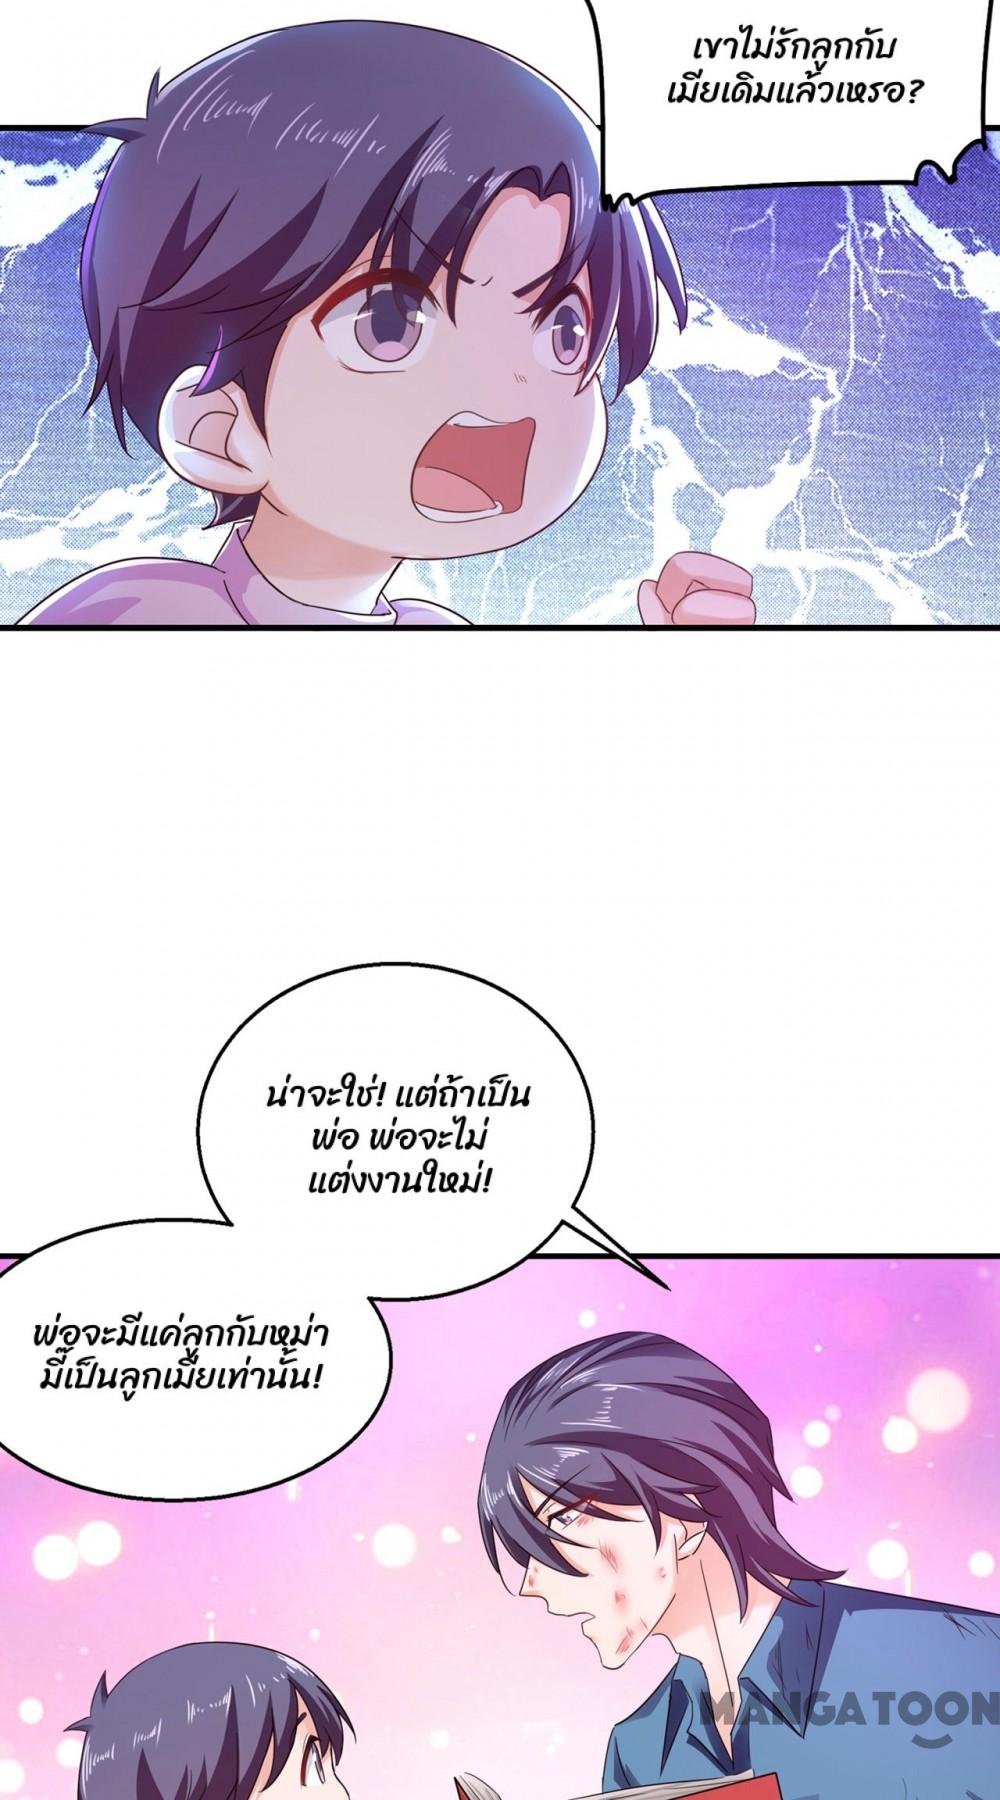 เขาไม่รักลูกกับ
เมียเดิมแล้วเหรอ?
น่าจะใช่! แต่ถ้าเป็น
พ่อ พ่อจะไม่
แต่งงานใหม่!
พ่อจะมีแค่ลูกกับหม่า
มี๊เป็นลูกเมียเท่านั้น!
MANGATOON